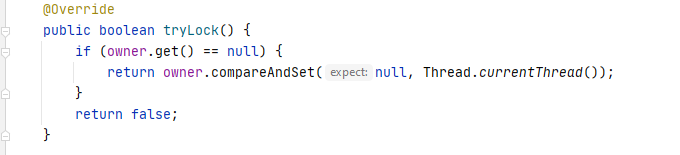 @Override
public boolean tryLock() {
if (owner.get() == null) {
return owner.compareAndSet( expect: null, Thread.currentThread());
}
return false;
}